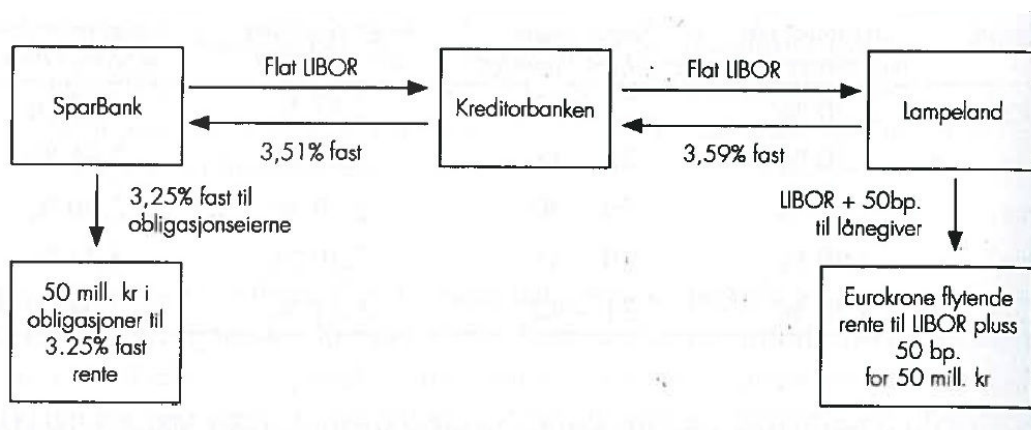 Flat LIBOR
Flat LIBOR
SparBank
Kreditorbanken
Lampeland
3,51% fast
3,59% fast
3,25% fast til
obligasjonseierne
LIBOR + 50bp.
til lånegiver
50 mill. kr i
obligasjoner til
3.25% fast
rente
Eurokrone flytende
rente til LIBOR pluss
50 bp.
for 50 mill. kr